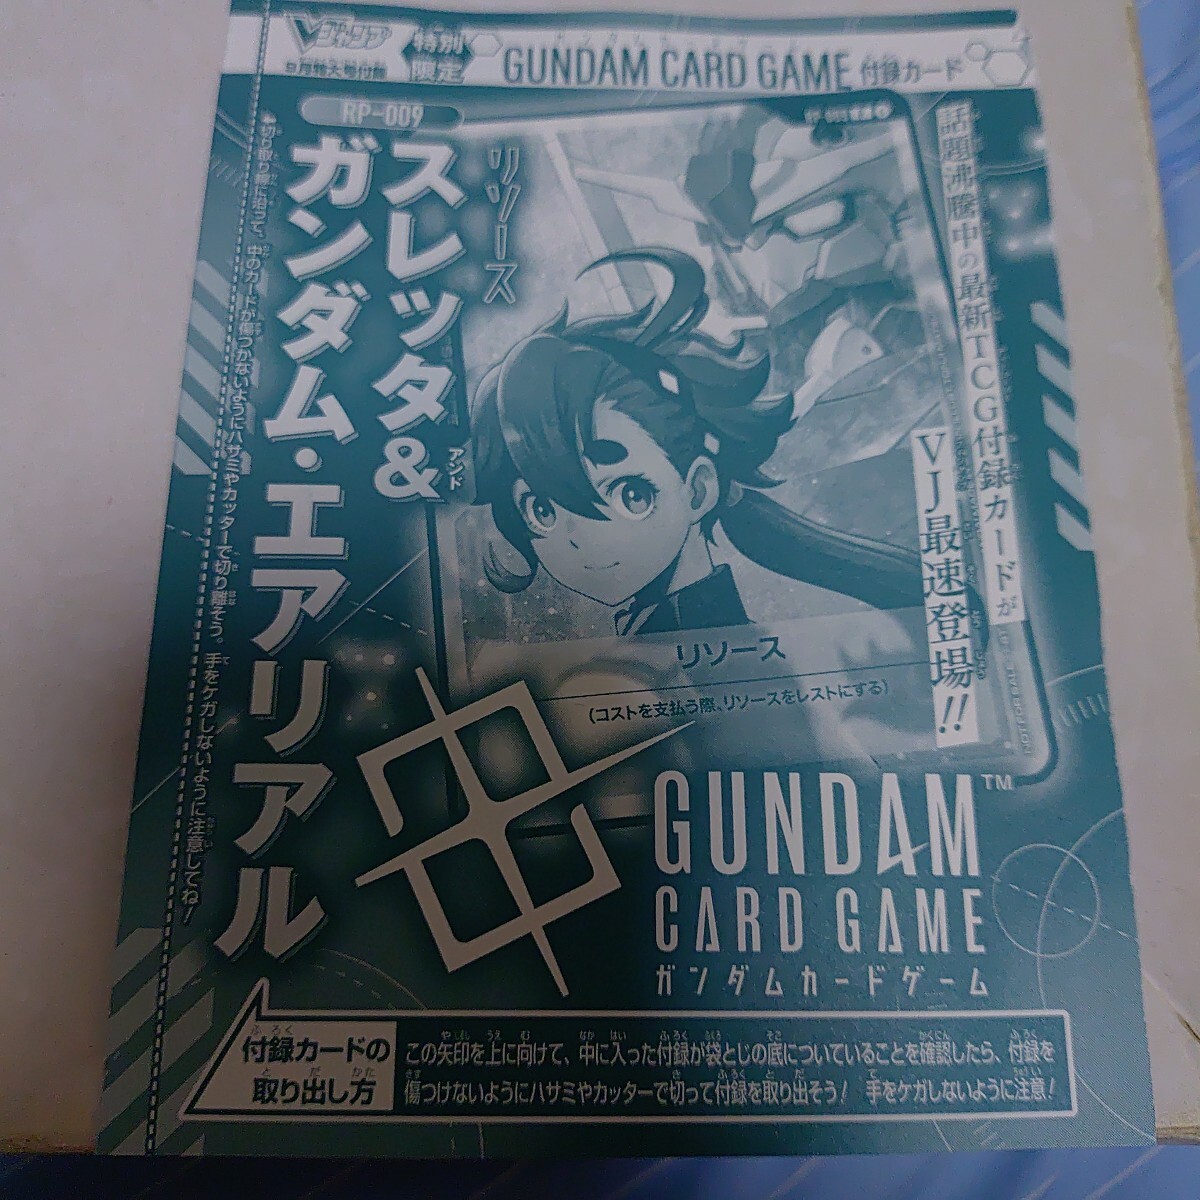 Vジャンプ
特別
限定
GUNDAM CARD GAME 付録カード
RP-009
リソース
スレッタ&
アンド
ガンダム・エアリアル
話題沸騰中の最新TCG付録カードが
VJ最速登場!!
切り取り線に沿って、中のカードが傷つかないようにハサミやカッターで切り離そう。手をケガしないように注意してね!
リソース
(コストを支払う際、リソースをレストにする)
GUNDAM™
CARD GAME
ガンダムカードゲーム
付録カードの
取り出し方
この矢印を上に向けて、中に入った付録が袋とじの底についていることを確認したら、付録を
傷つけないようにハサミやカッターで切って付録を取り出そう! 手をケガしないように注意!